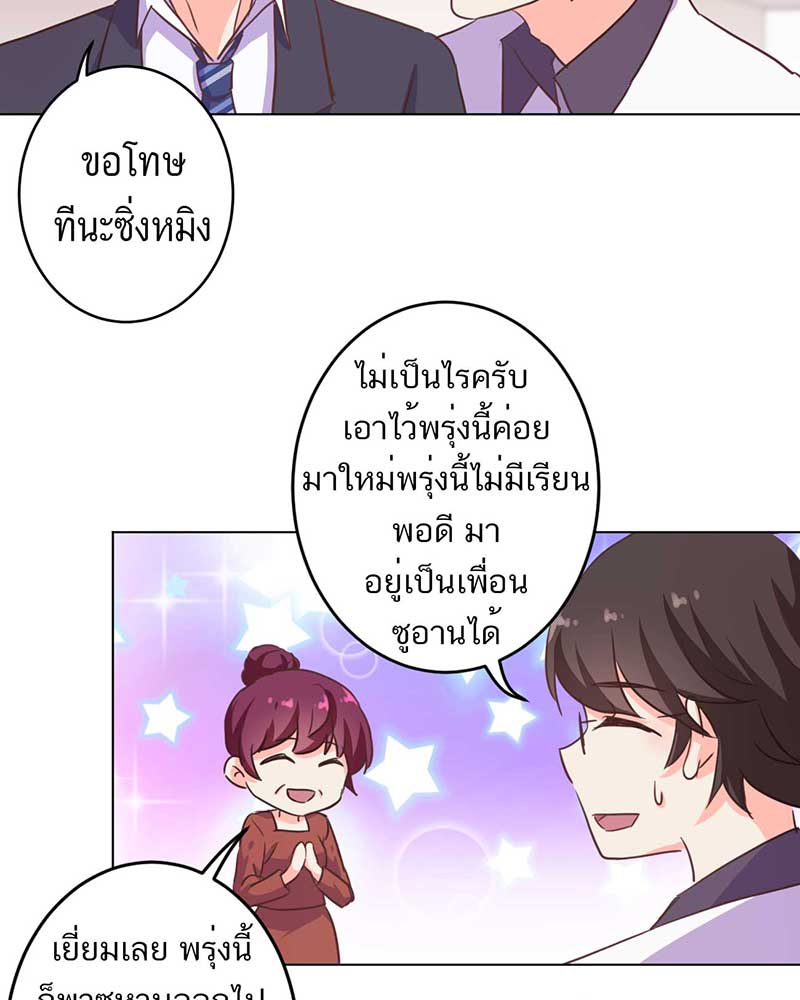 ขอโทษ
ทีนะซิ่งหมิง
ไม่เป็นไรครับ
เอาไว้พรุ่งนี้ค่อย
มาใหม่พรุ่งนี้ไม่มีเรียน
พอดี มา
อยู่เป็นเพื่อน
ซูอานได้
เยี่ยมเลย พรุ่งนี้